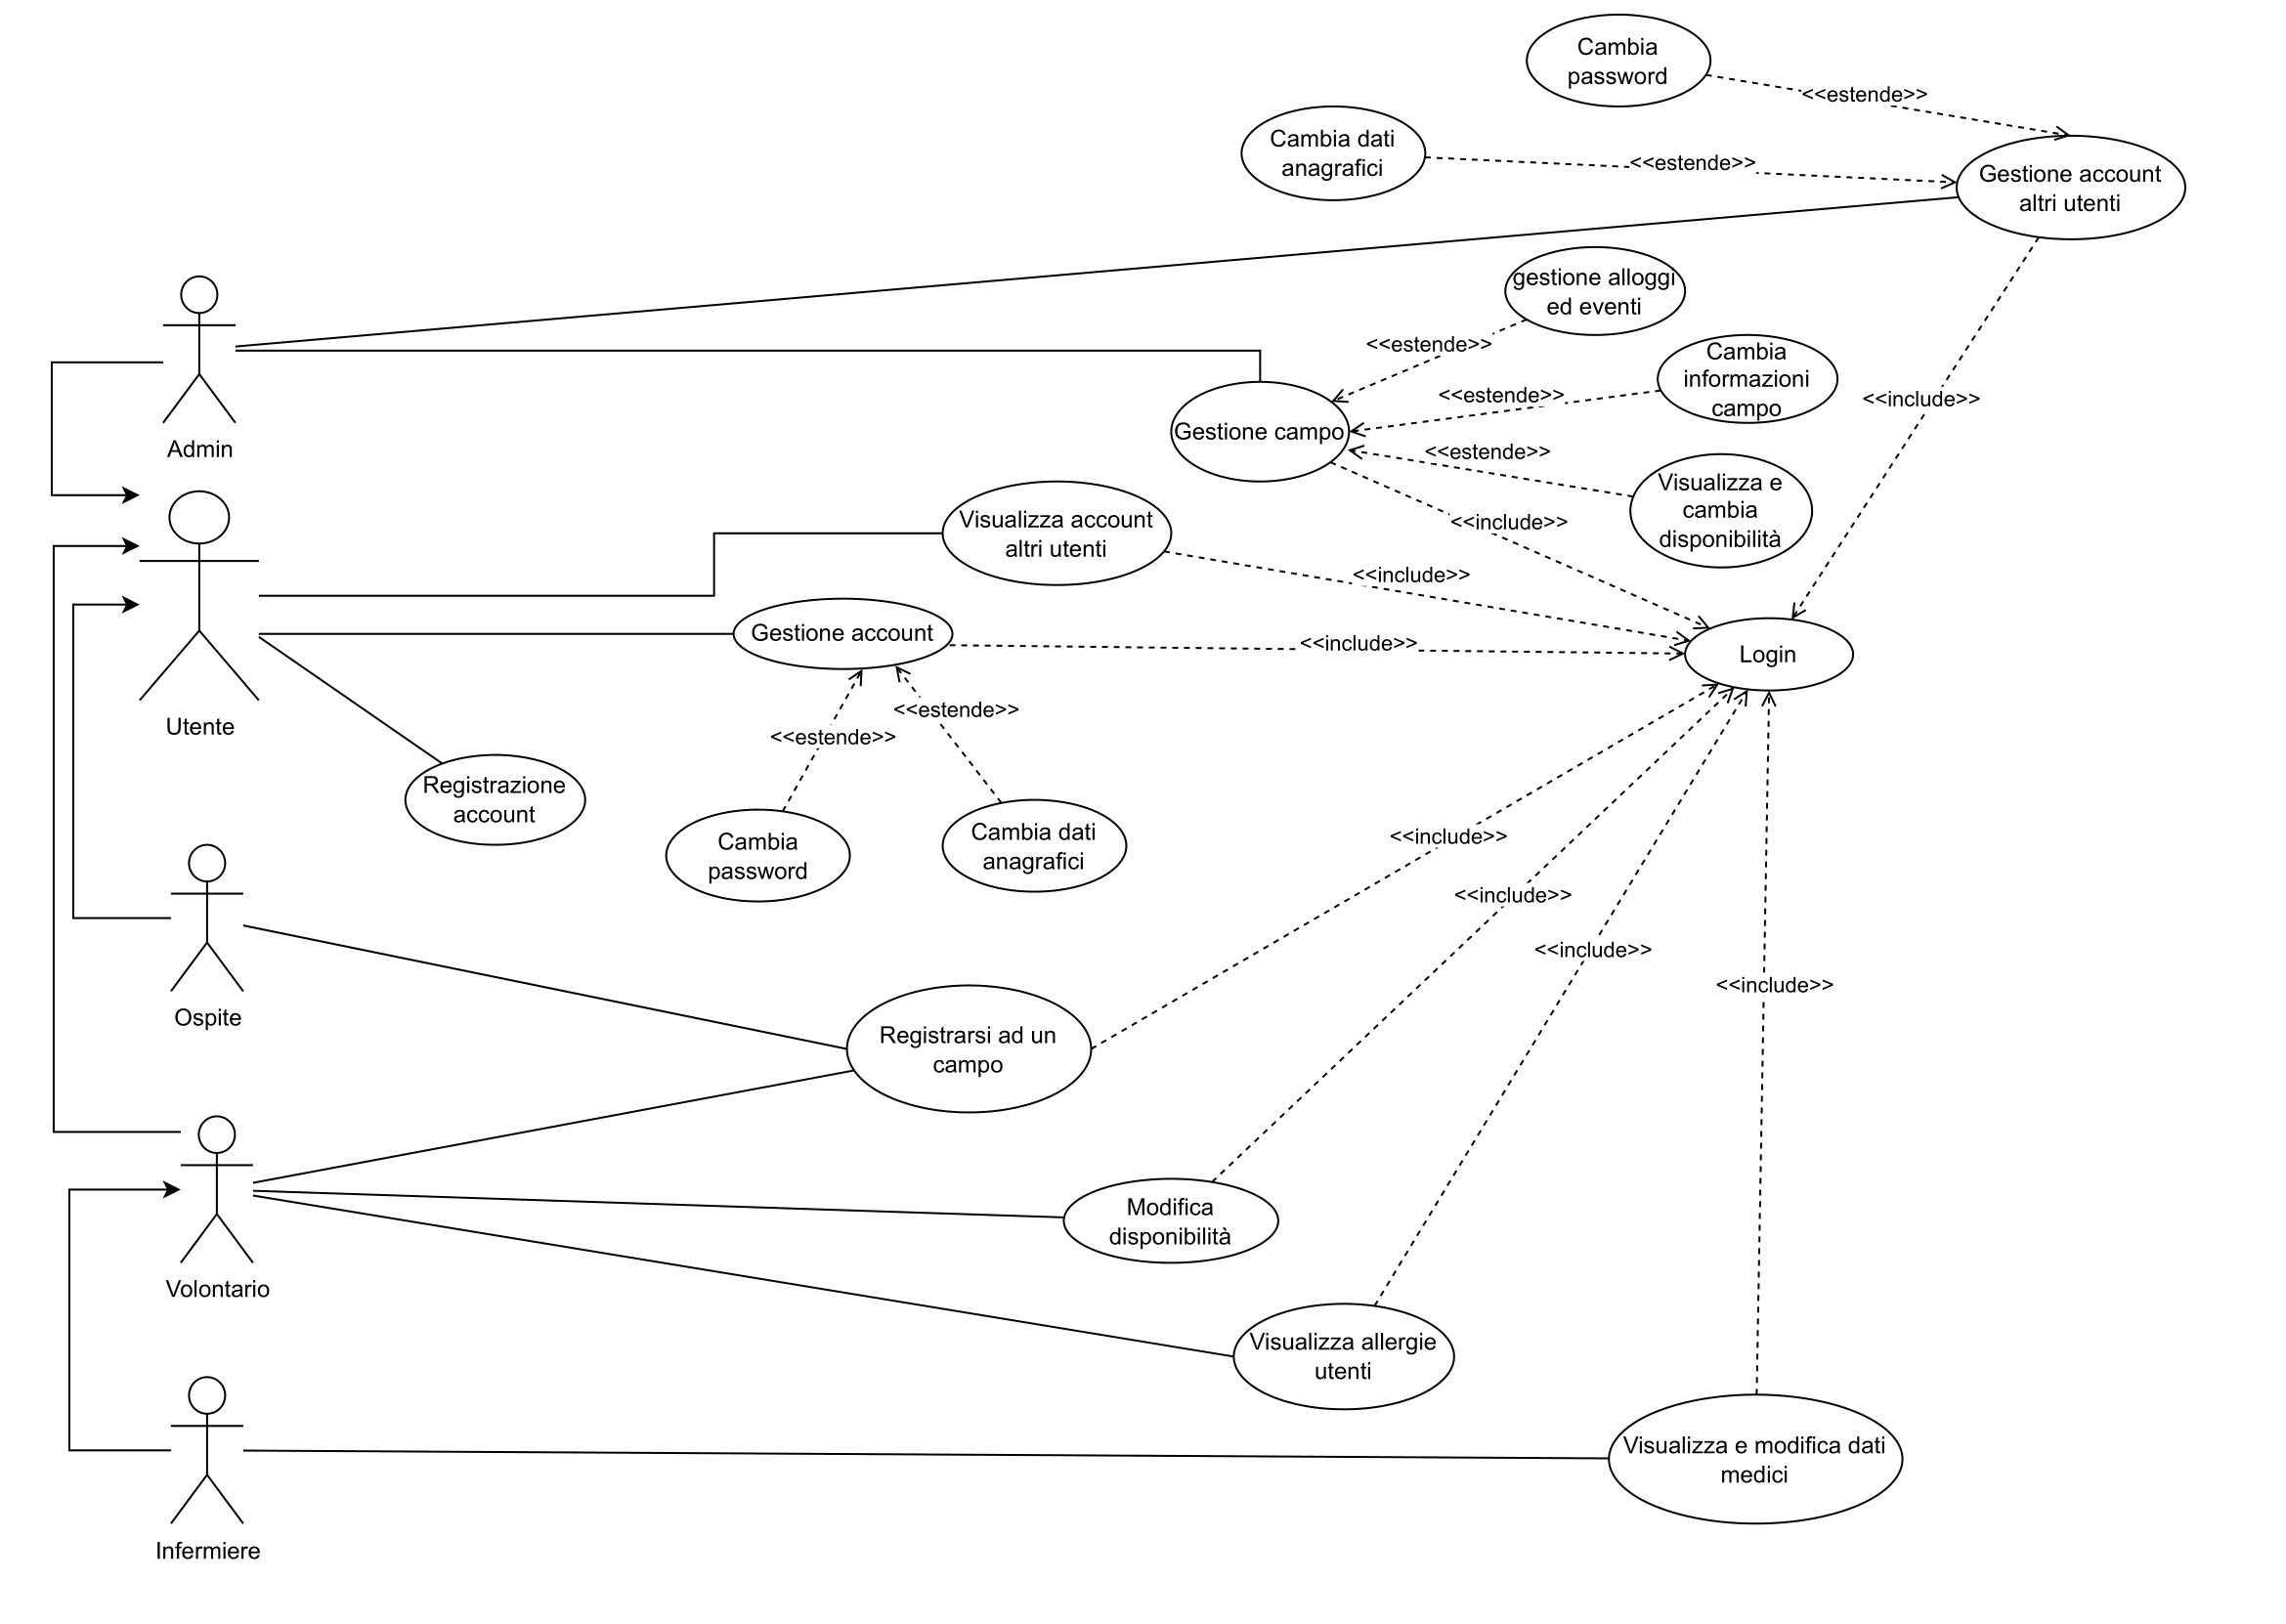 Cambia
password
<<estende>>
Cambia dati
anagrafici
<<estende>>
Gestione account
altri utenti
gestione alloggi
ed eventi
<<estende>>
Cambia
informazioni
campo
<<estende>>
<<include>>
Gestione campo
Admin
<<estende>>
Visualizza e
cambia
disponibilità
Visualizza account
altri utenti
<<include>>
<<include>>
Gestione account
<<include>>
Login
Utente
<<estende>>
<<estende>>
Registrazione
account
Cambia
password
Cambia dati
anagrafici
<<include>>
<<include>>
<<include>>
<<include>>
Ospite
Registrarsi ad un
campo
Modifica
disponibilità
Volontario
Visualizza allergie
utenti
Visualizza e modifica dati
medici
Infermiere